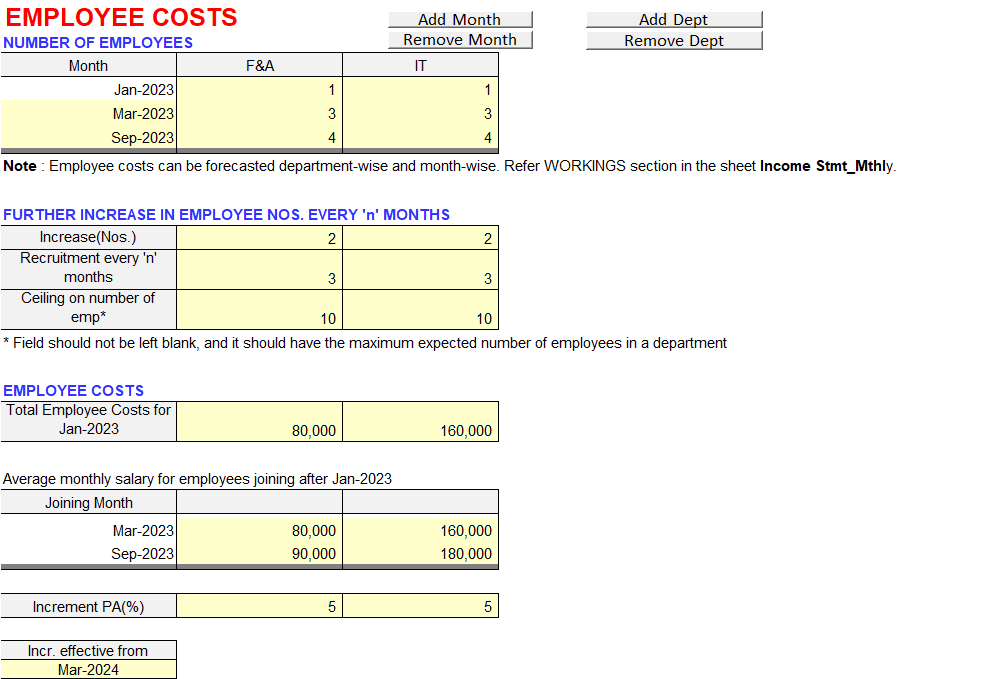 EMPLOYEE COSTS
Add Month Add Dept
NUMBER OF EMPLOYEES
Remove Month Remove Dept
Month F&A IT
Jan-2023 1 1
Mar-2023 3 3
Sep-2023 4 4
Note : Employee costs can be forecasted department-wise and month-wise. Refer WORKINGS section in the sheet Income Stmt_Mthly.
FURTHER INCREASE IN EMPLOYEE NOS. EVERY 'n' MONTHS
Increase(Nos.) 2 2
Recruitment every 'n'
months 3 3
Ceiling on number of
emp* 10 10
* Field should not be left blank, and it should have the maximum expected number of employees in a department
EMPLOYEE COSTS
Total Employee Costs for
Jan-2023 80,000 160,000
Average monthly salary for employees joining after Jan-2023
Joining Month
Mar-2023 80,000 160,000
Sep-2023 90,000 180,000
Increment PA(%) 5 5
Incr. effective from
Mar-2024